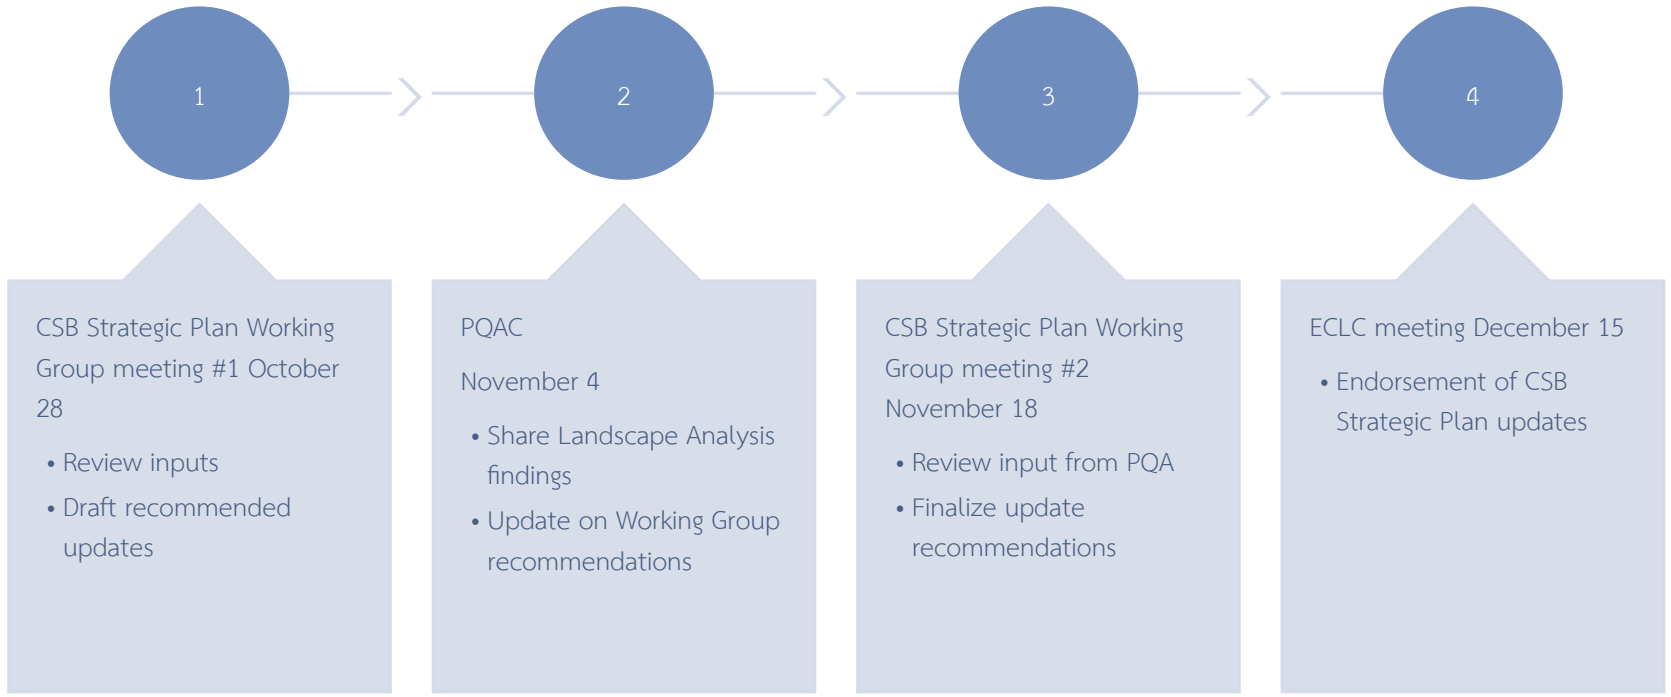 1
2
3
4
CSB Strategic Plan Working
Group meeting #1 October
28
• Review inputs
• Draft recommended
updates
PQAC
November 4
• Share Landscape Analysis
findings
• Update on Working Group
recommendations
CSB Strategic Plan Working
Group meeting #2
November 18
• Review input from PQA
• Finalize update
recommendations
ECLC meeting December 15
• Endorsement of CSB
Strategic Plan updates